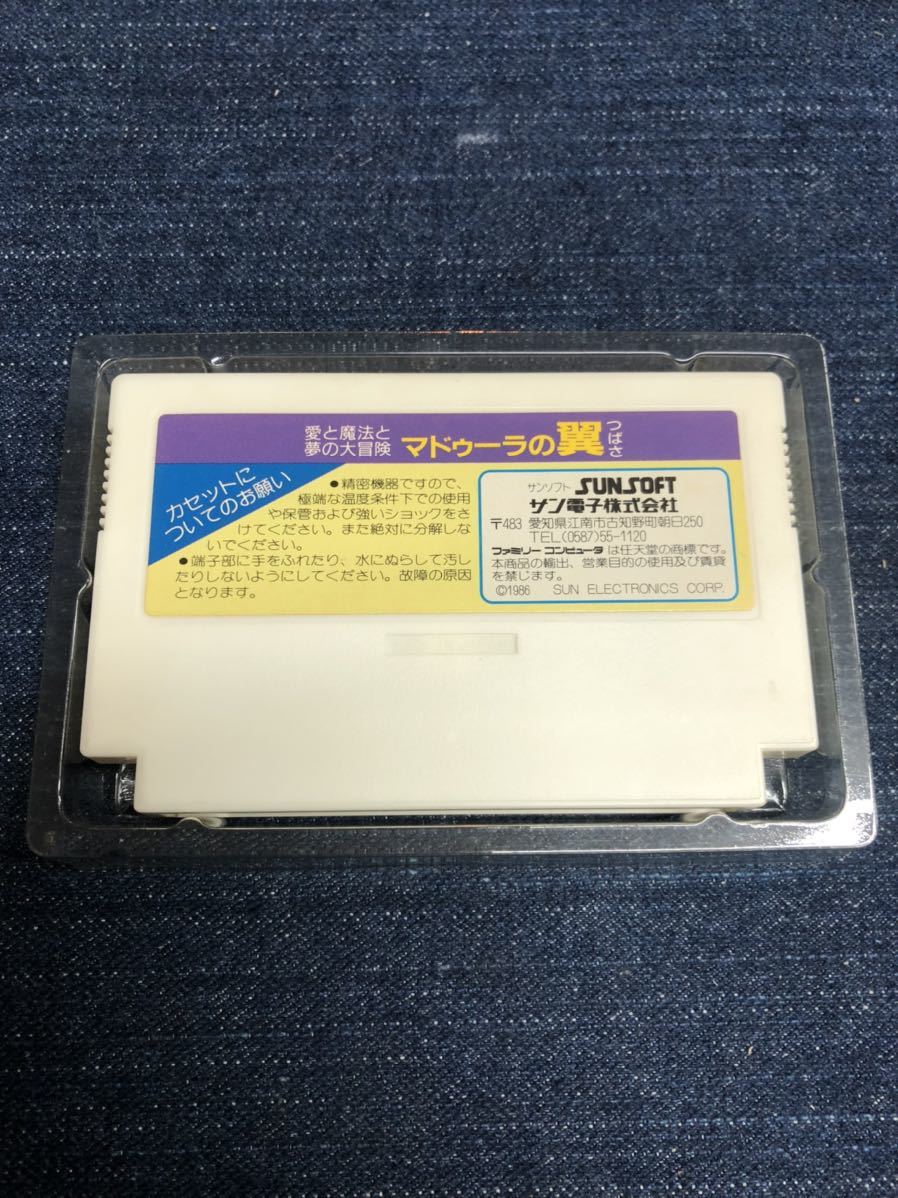 愛と魔法と
夢の大冒険
マドゥーラの翼
つばさ
カセットに
ついてのお願い
●精密機器ですので、
極端な温度条件下での使用
や保管および強いショックをさ
けてください。また絶対に分解しな
いでください。
●端子部に手をふれたり、水にぬらして汚し
たりしないようにしてください。故障の原因
となります。
サンソフト SUNSOFT
サン電子株式会社
〒483 愛知県江南市古知野町朝日250
TEL(0587)55-1120
ファミリー コンピュータ は任天堂の商標です。
本商品の輸出、営業目的の使用及び賃貸
を禁じます。
©1986 SUN ELECTRONICS CORP.